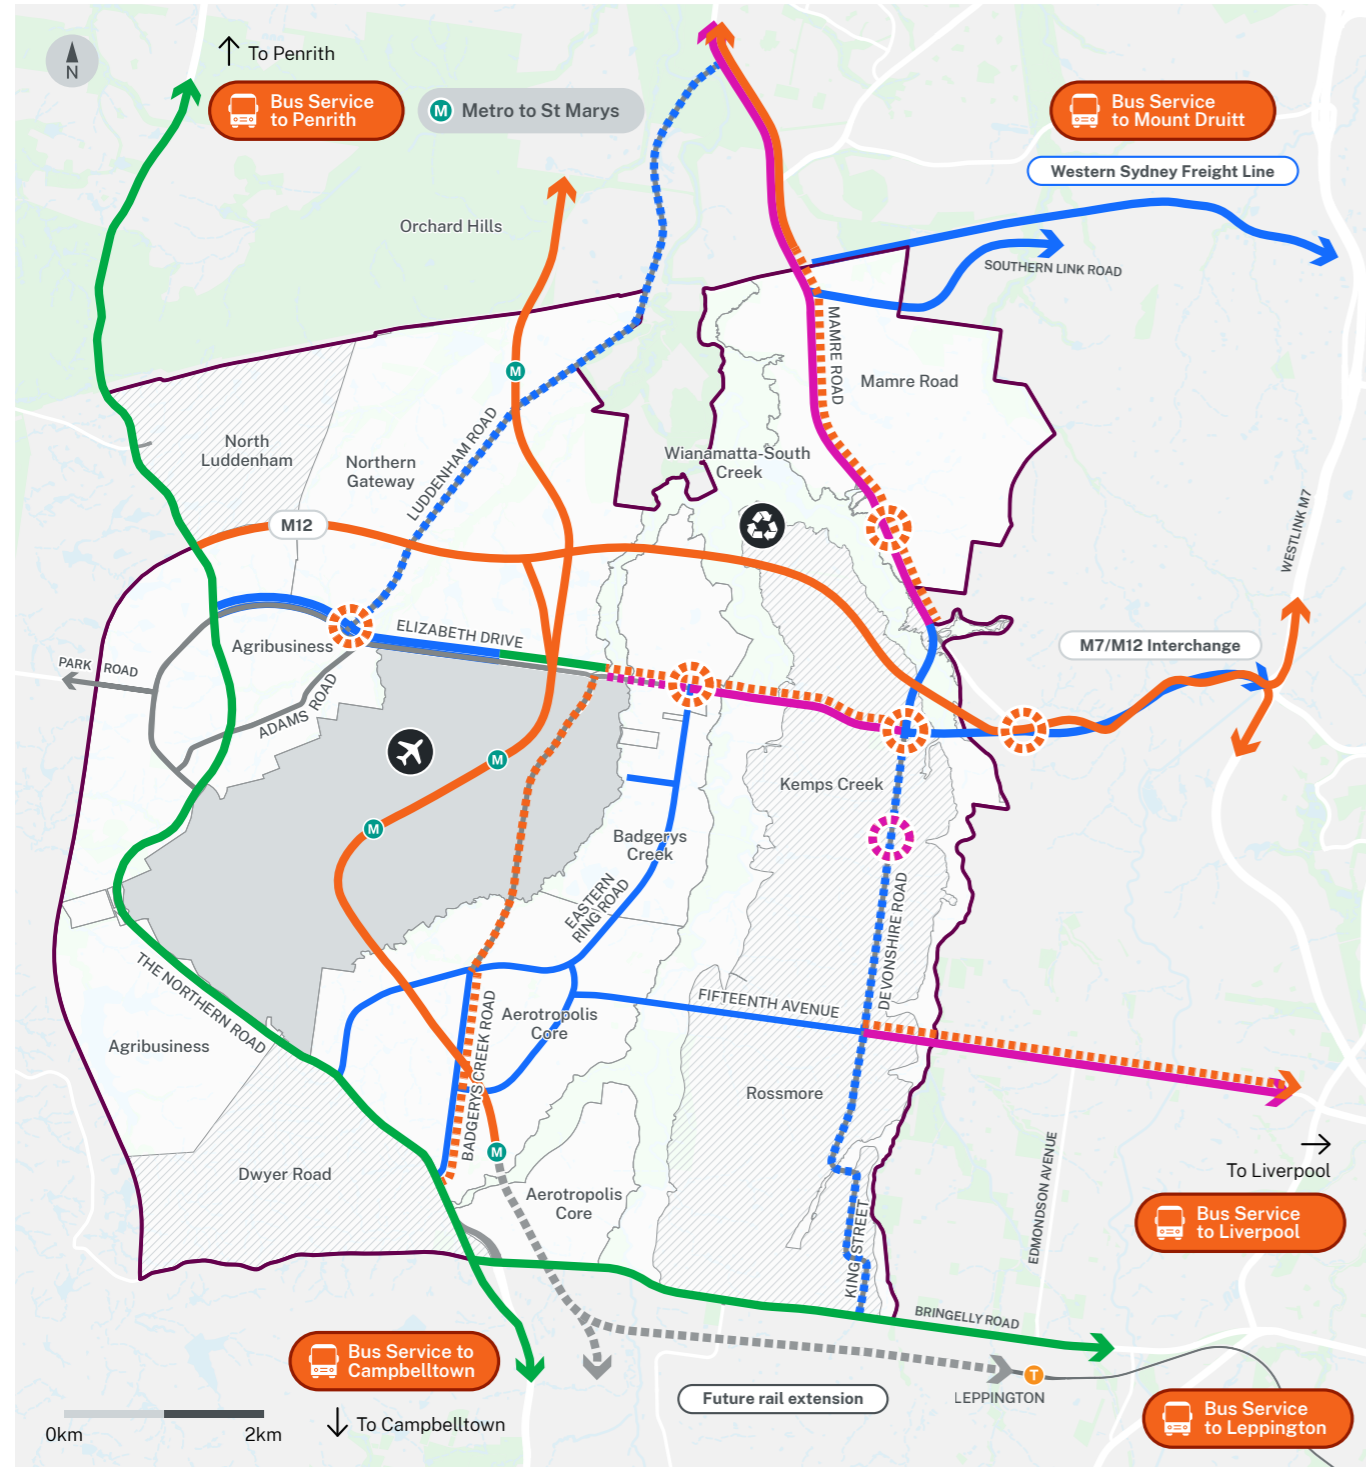 N
To Penrith
Bus Service
to Penrith
M
Metro to St Marys
Bus Service
to Mount Druitt
Western Sydney Freight Line
Orchard Hills
SOUTHERN LINK ROAD
MAMRE ROAD
M
Mamre Road
North
Luddenham
Northern
Gateway
LUDDENHAM ROAD
Wianamatta-South
Creek
M12
WESTLINK M7
ELIZABETH DRIVE
Agribusiness
M7/M12 Interchange
PARK ROAD
ADAMS ROAD
M
Kemps Creek
M
Badgerys
Creek
EASTERN
RING ROAD
DEVONSHIRE ROAD
THE NORTHERN ROAD
FIFTEENTH AVENUE
Aerotropolis
Core
BADGERYS CREEK ROAD
Agribusiness
Rossmore
M
Dwyer Road
Aerotropolis
Core
KING STREET
EDMONDSON AVENUE
To Liverpool
Bus Service
to Liverpool
BRINGELLY ROAD
Bus Service to
Campbelltown
T
LEPPINGTON
Future rail extension
Bus Service
to Leppington
0km
2km
To Campbelltown